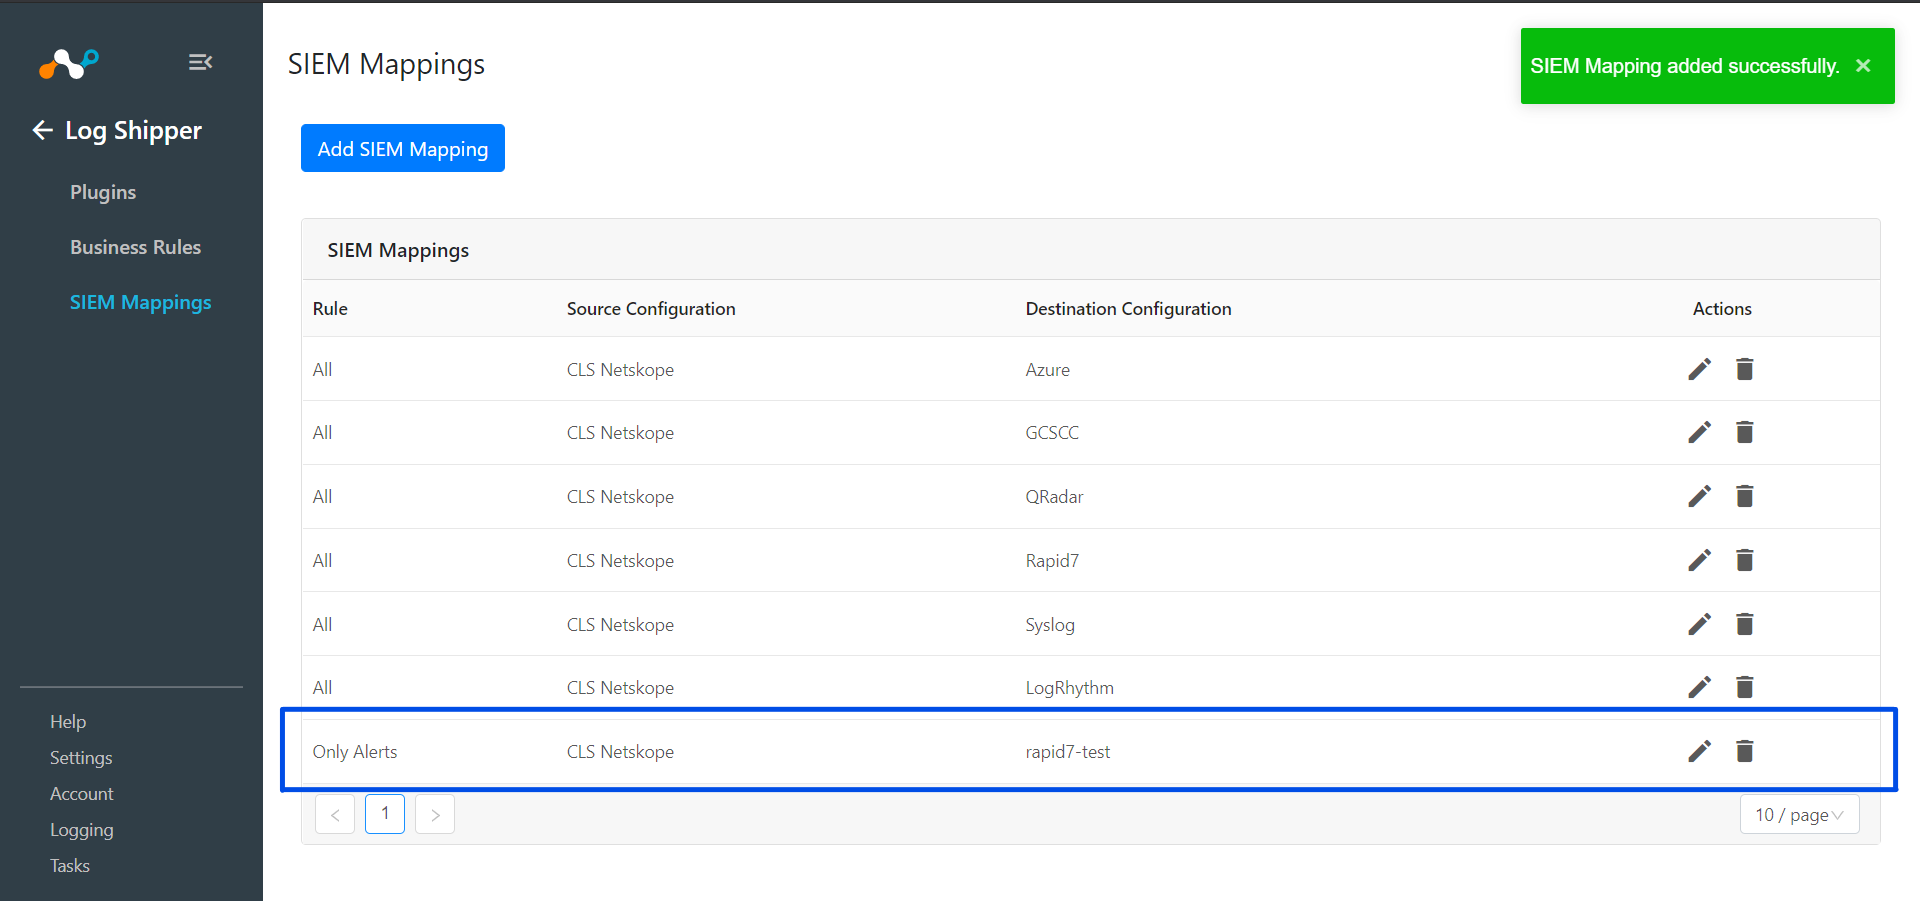 SIEM Mappings
SIEM Mapping added successfully. ×
Log Shipper
Plugins
Business Rules
SIEM Mappings
Help
Settings
Account
Logging
Tasks
Add SIEM Mapping
SIEM Mappings
Rule Source Configuration Destination Configuration Actions
All CLS Netskope Azure
All CLS Netskope GCSCC
All CLS Netskope QRadar
All CLS Netskope Rapid7
All CLS Netskope Syslog
All CLS Netskope LogRhythm
Only Alerts CLS Netskope rapid7-test
< 1 > 10 / page